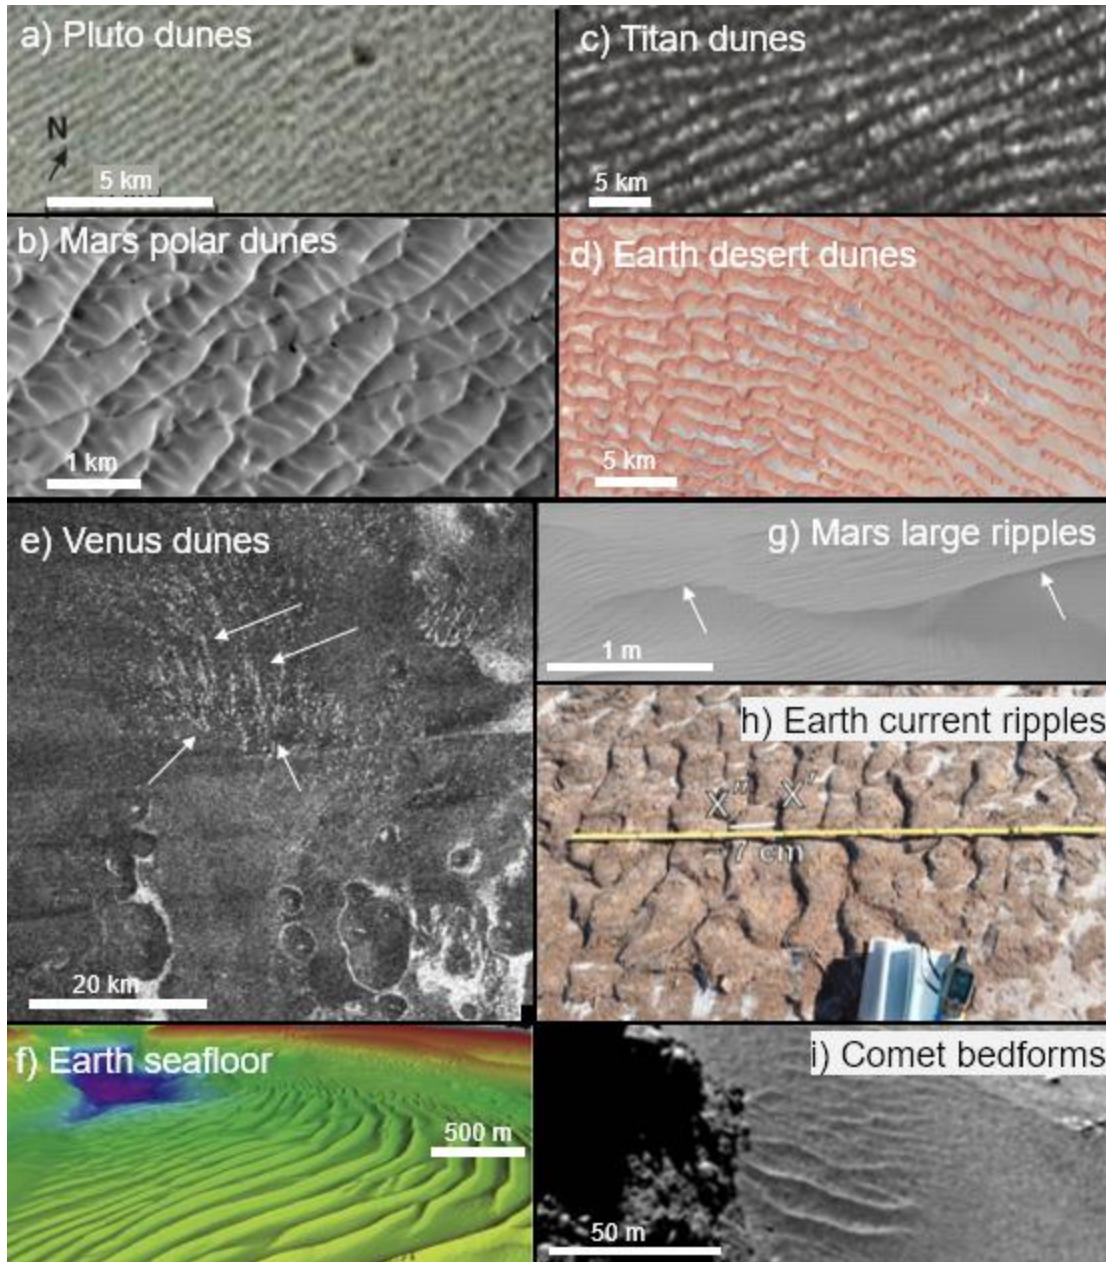 a) Pluto dunes
N
5 km
c) Titan dunes
5 km
b) Mars polar dunes
1 km
d) Earth desert dunes
5 km
e) Venus dunes
20 km
g) Mars large ripples
1 m
h) Earth current ripples
X" X'
7 cm
f) Earth seafloor
500 m
i) Comet bedforms
50 m